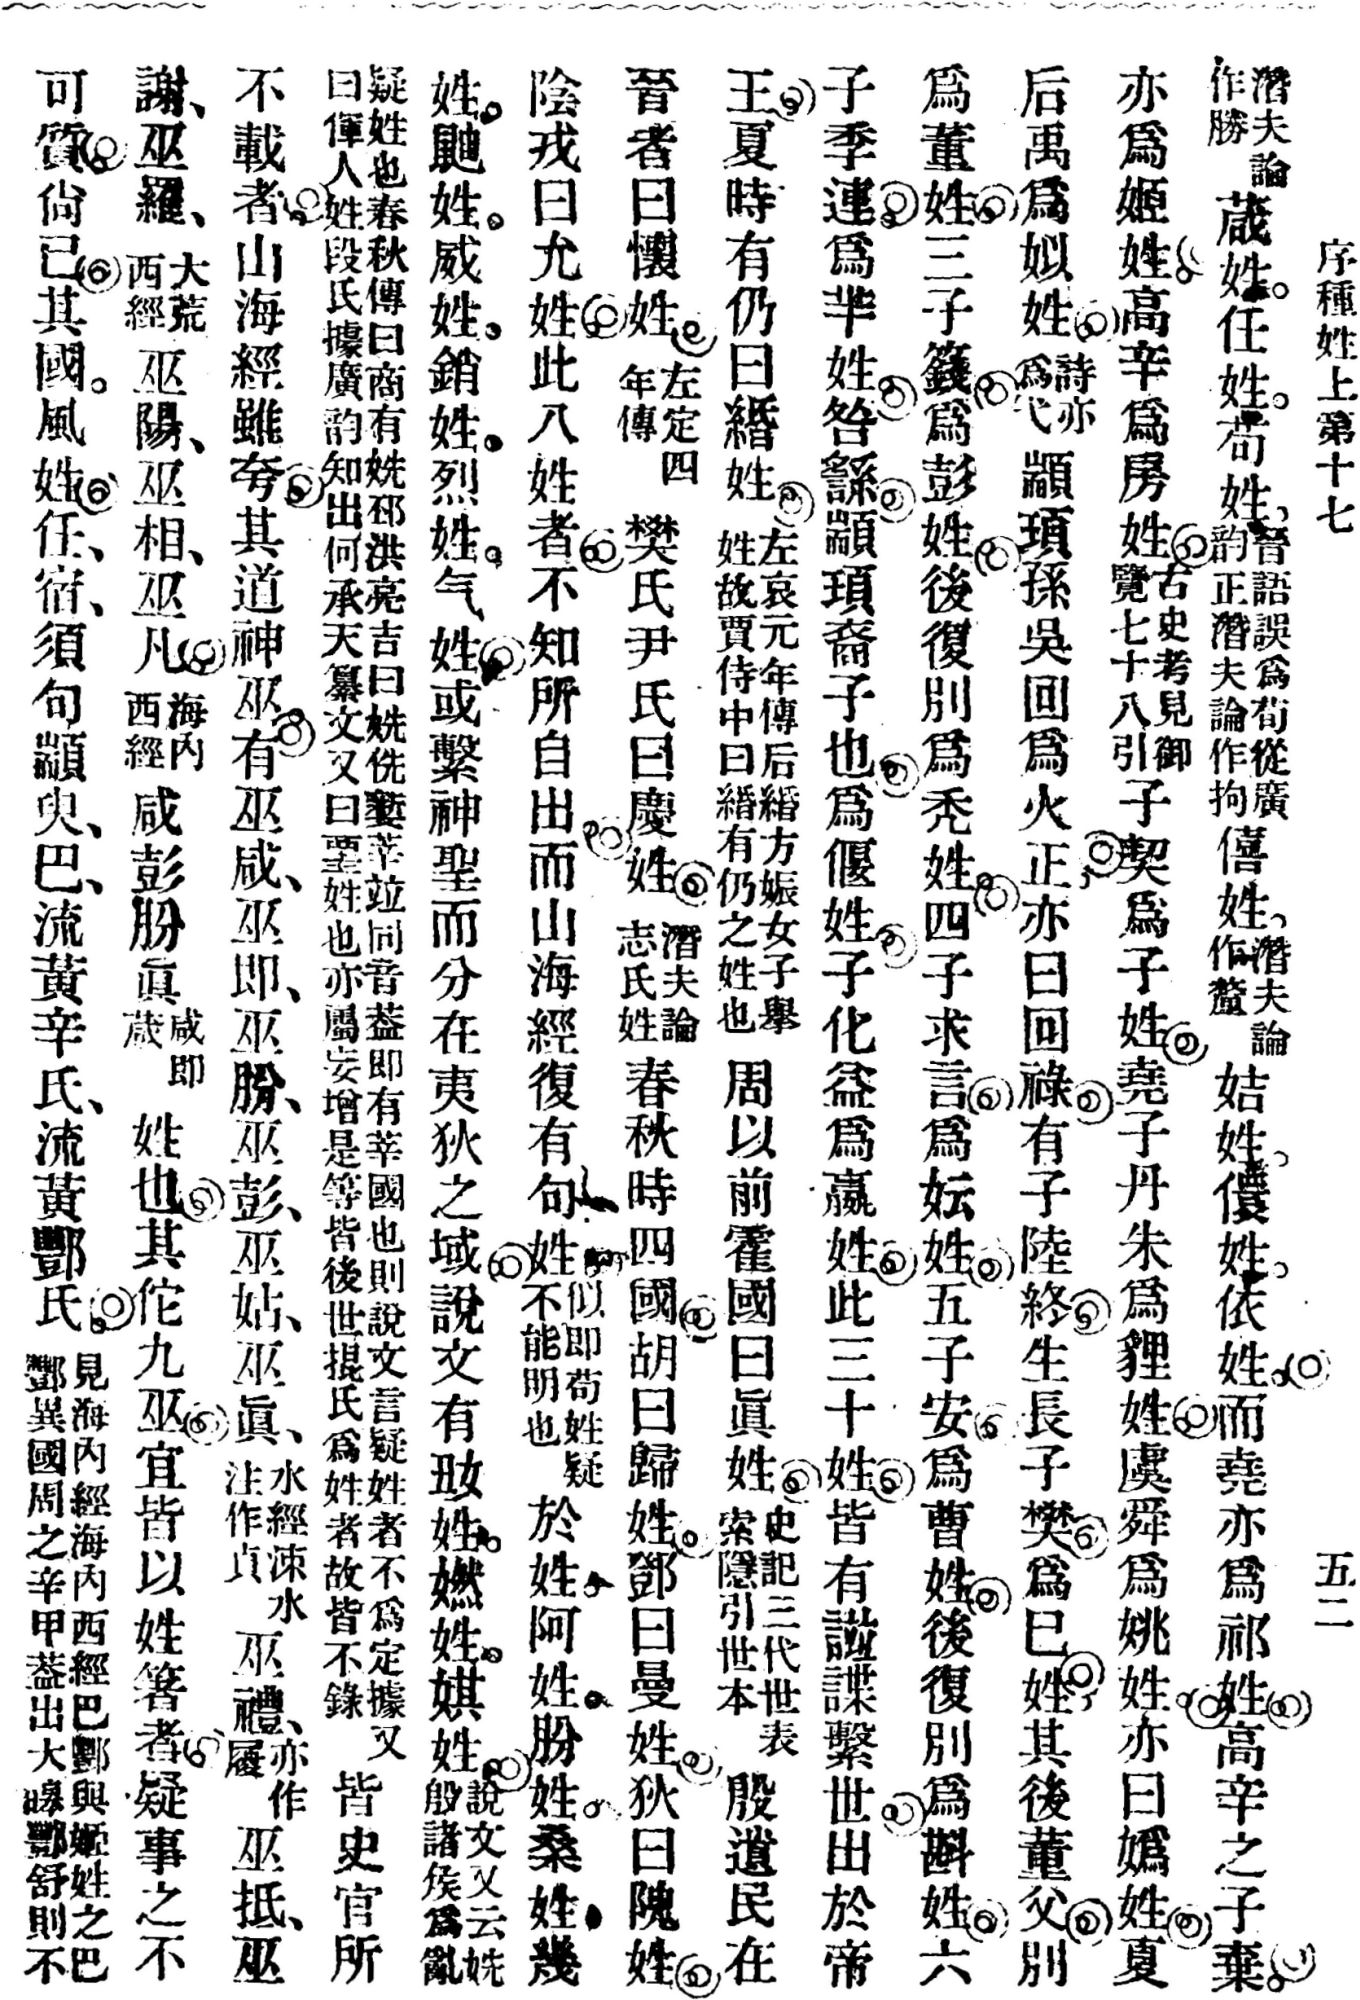 序種姓上第十七　五二
潛夫論作勝葴姓。任姓。苟姓、晉語誤爲荀從廣韵正潛夫論作拘僖姓、潛夫論作釐姞姓。儇姓。依姓。而堯亦爲祁姓高辛之子棄。
亦爲姬姓高辛爲房姓古史考見御覽七十八引子契爲子姓堯子丹朱爲貍姓虞舜爲姚姓亦曰嬀姓夏
后禹爲姒姓詩亦爲弋顓頊孫吳回爲火正亦曰回祿有子陸終生長子樊爲巳姓其後董父別
爲董姓三子籛爲彭姓後復別爲禿姓四子求言爲妘姓五子安爲曹姓後復別爲斟姓六
子季連爲羋姓咎繇顓頊裔子也爲偃姓子化益爲嬴姓此三十姓皆有諡諜繫世出於帝
王夏時有仍曰緡姓左哀元年傳后緡方娠女子舉姓故賈侍中曰緡有仍之姓也周以前霍國曰眞姓史記三代世表索隱引世本殷遺民在
晉者曰懷姓左定四年傳樊氏尹氏曰慶姓潛夫論志氏姓春秋時四國胡曰歸姓鄧曰曼姓狄曰隗姓
陰戎曰允姓此八姓者不知所自出而山海經復有句姓似即苟姓疑不能明也於姓阿姓朌姓桑姓幾
姓。䵣姓。威姓。銷姓。烈姓。气姓或繫神聖而分在夷狄之域說文有㚢姓。嬎姓。娸姓說文又云姺殷諸侯爲亂
疑姓也春秋傳曰商有姺邳洪亮吉曰姺侁㜪莘竝同音葢即有莘國也則說文言疑姓者不爲定據又曰𠈊人姓段氏據廣韵知出何承天纂文又曰㛗姓也亦屬妄增是等皆後世掍氏爲姓者故皆不錄皆史官所
不載者山海經雖夸其道神巫有巫咸、巫即、巫朌、巫彭、巫姑、巫眞、水經涑水注作貞巫禮、亦作履巫抵、巫
謝、巫羅、大荒西經巫陽、巫相、巫凡海內西經咸彭朌眞咸即葴姓也其佗九巫宜皆以姓箸者疑事之不
可質尙已其國。風姓任、宿、須句顓臾、巴、流黃辛氏、流黃酆氏見海內經海內西經巴酆與姬姓之巴酆異國周之辛甲葢出大暤酆舒則不